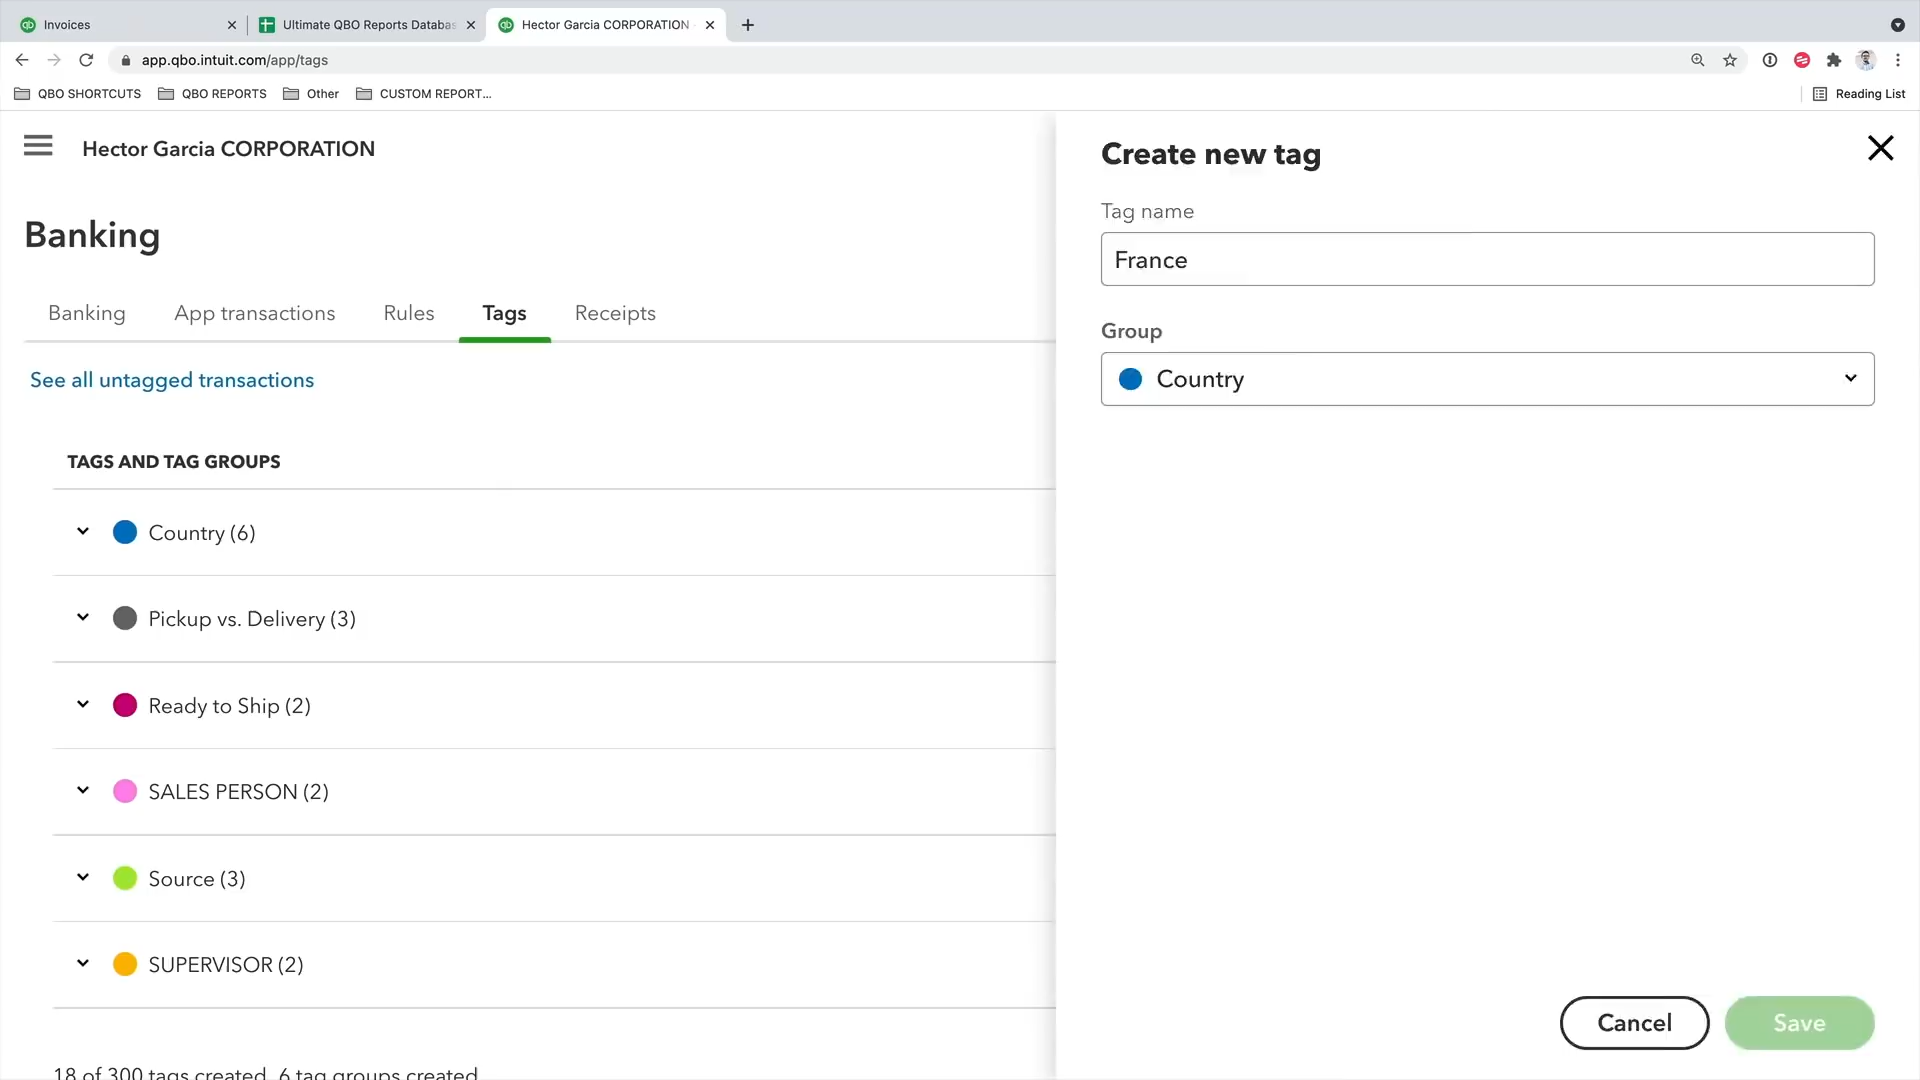 Invoices
Ultimate QBO Reports Databas
Hector Garcia CORPORATION
app.qbo.intuit.com/app/tags
QBO SHORTCUTS
QBO REPORTS
Other
CUSTOM REPORT...
Reading List
Hector Garcia CORPORATION
Banking
Banking
App transactions
Rules
Tags
Receipts
See all untagged transactions
TAGS AND TAG GROUPS
Country (6)
Pickup vs. Delivery (3)
Ready to Ship (2)
SALES PERSON (2)
Source (3)
SUPERVISOR (2)
18 of 300 tags created. 6 tag groups created
Create new tag
Tag name
France
Group
Country
Cancel
Save